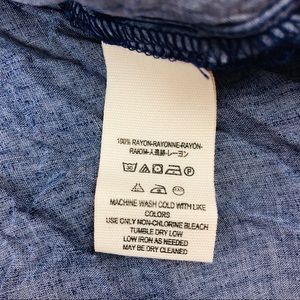 100% RAYON-RAYONNE-RAYON-
RAION-人造絲-レーヨン
MACHINE WASH COLD WITH LIKE
COLORS
USE ONLY NON-CHLORINE BLEACH
TUMBLE DRY LOW
LOW IRON AS NEEDED
MAY BE DRY CLEANED